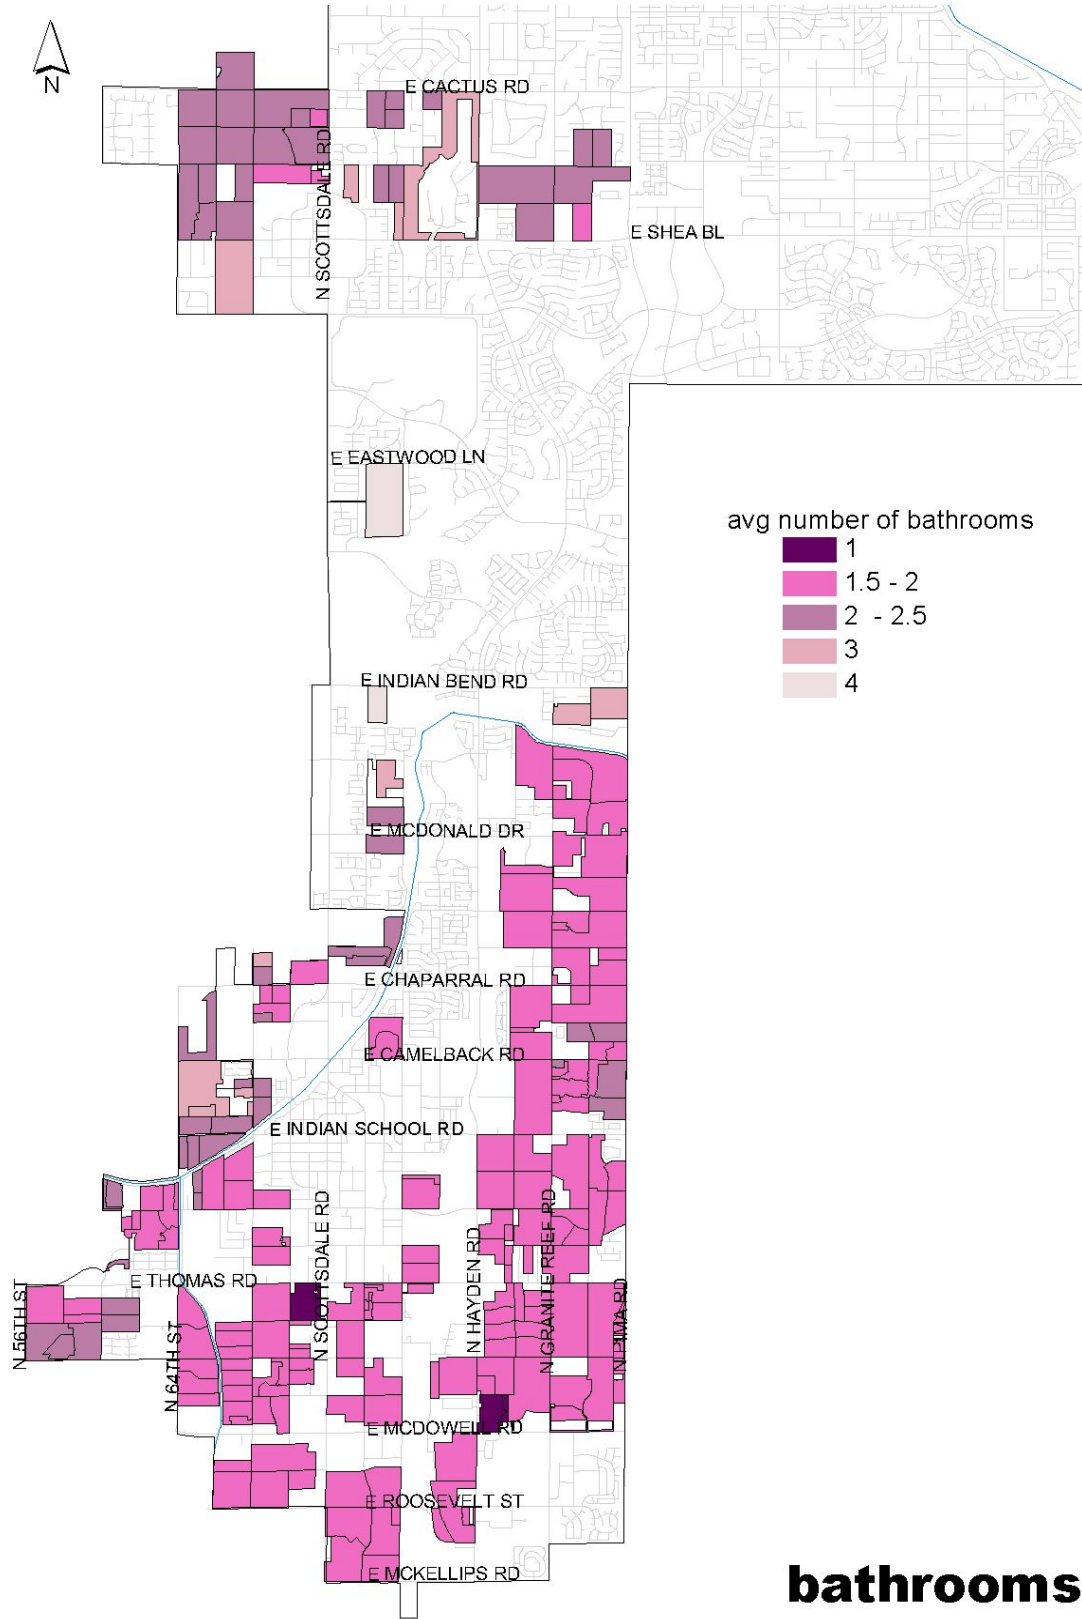 N
E CACTUS RD
N SCOTTSDALE RD
E SHEA BL
E EASTWOOD LN
avg number of bathrooms
1
1.5 - 2
2 - 2.5
3
4
E INDIAN BEND RD
E MCDONALD DR
E CHAPARRAL RD
E CAMELBACK RD
E INDIAN SCHOOL RD
N SCOTTSDALE RD
N HAYDEN RD
N GRANITE REEF RD
N PIMA RD
E THOMAS RD
N 56TH ST
N 64TH ST
E MCDOWELL RD
E ROOSEVELT ST
E MCKELLIPS RD
bathrooms